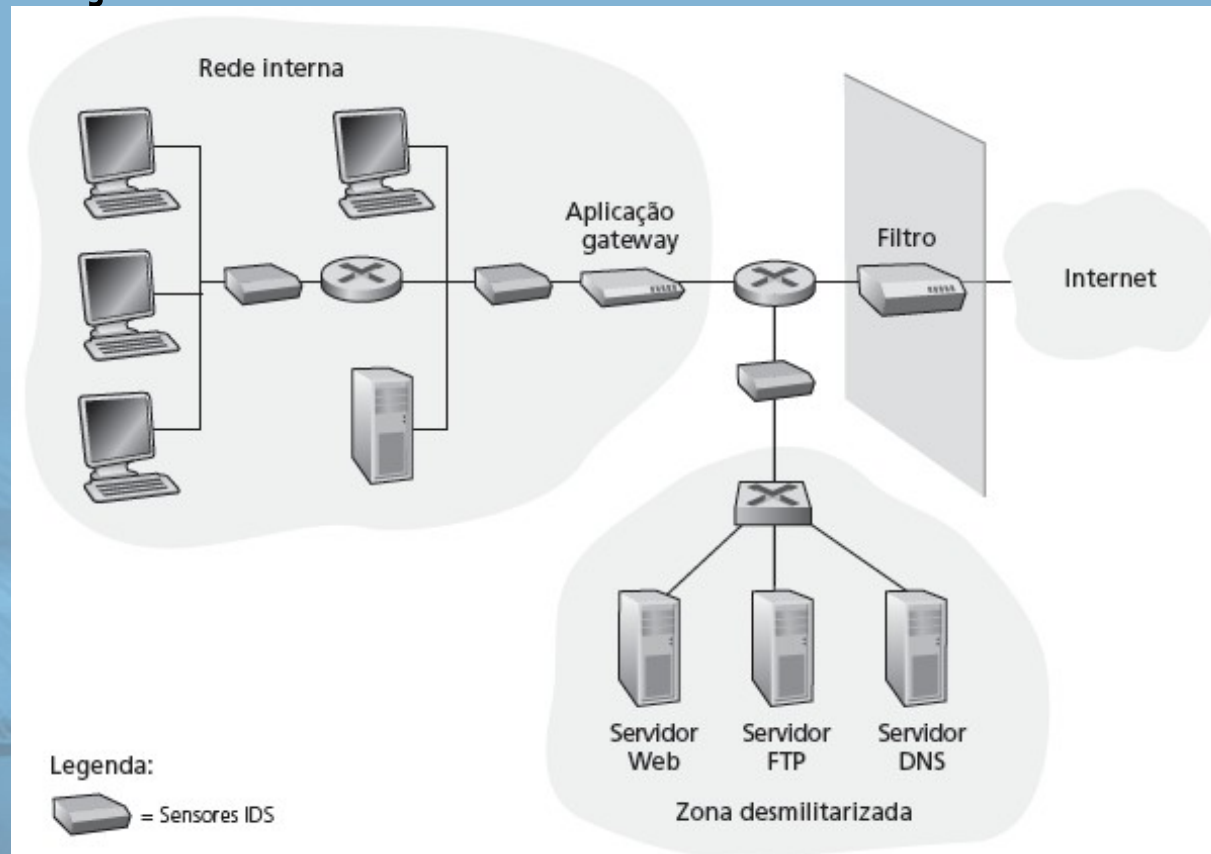 Rede interna
Aplicação
gateway
Filtro
Internet
Servidor
Web
Servidor
FTP
Servidor
DNS
Zona desmilitarizada
Legenda:
= Sensores IDS